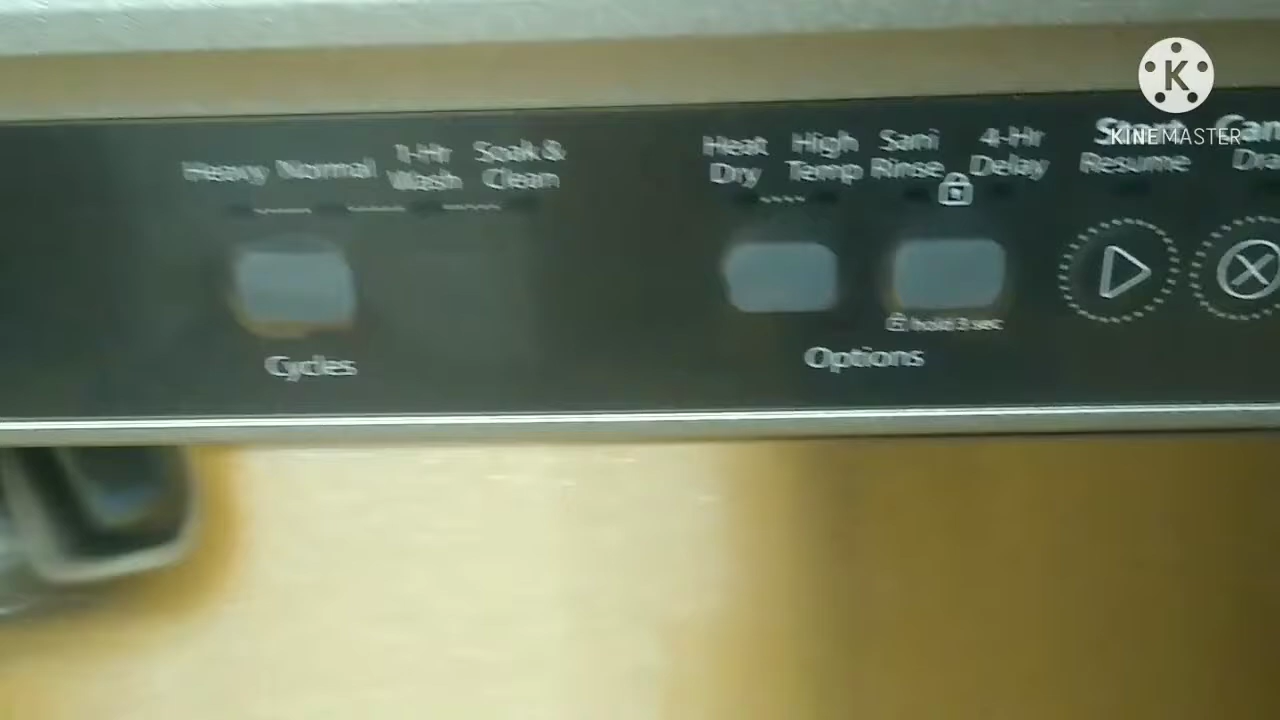 Heavy Normal 1-Hr Wash Soak & Clean
Heat Dry High Temp Sani Rinse 4-Hr Delay
Start Resume
Cycles
hold 3 sec
Options
K
KINEMASTER